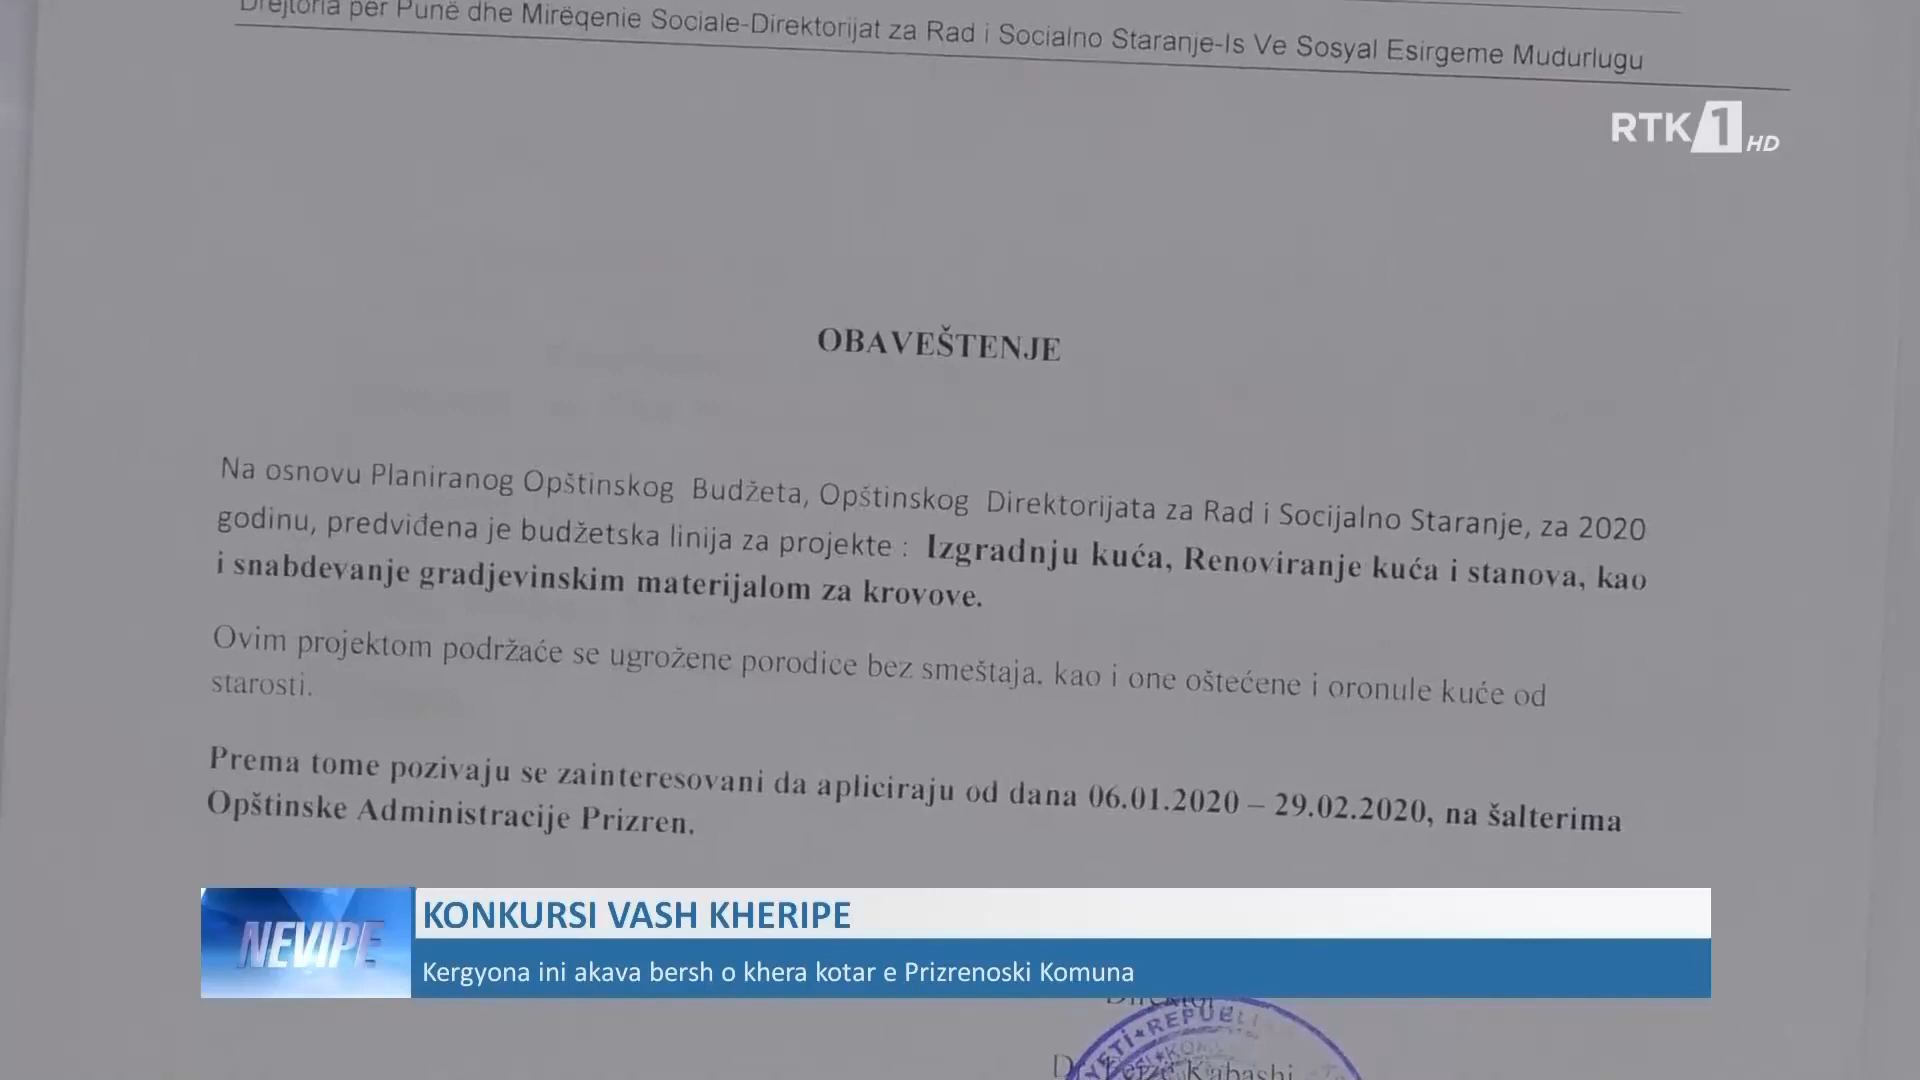 Drejtoria për Punë dhe Mirëqenie Sociale-Direktorijat za Rad i Socialno Staranje-Is Ve Sosyal Esirgeme Mudurlugu
RTK1 HD
OBAVEŠTENJE
Na osnovu Planiranog Opštinskog Budžeta, Opštinskog Direktorijata za Rad i Socijalno Staranje, za 2020
godinu, predviđena je budžetska linija za projekte : Izgradnju kuća, Renoviranje kuća i stanova, kao
i snabdevanje gradjevinskim materijalom za krovove.
Ovim projektom podržaće se ugrožene porodice bez smeštaja. kao i one oštećene i oronule kuće od
starosti.
Prema tome pozivaju se zainteresovani da apliciraju od dana 06.01.2020 – 29.02.2020, na šalterima
Opštinske Administracije Prizren.
NEVIPE
KONKURSI VASH KHERIPE
Kergyona ini akava bersh o khera kotar e Prizrenoski Komuna
Kabashi